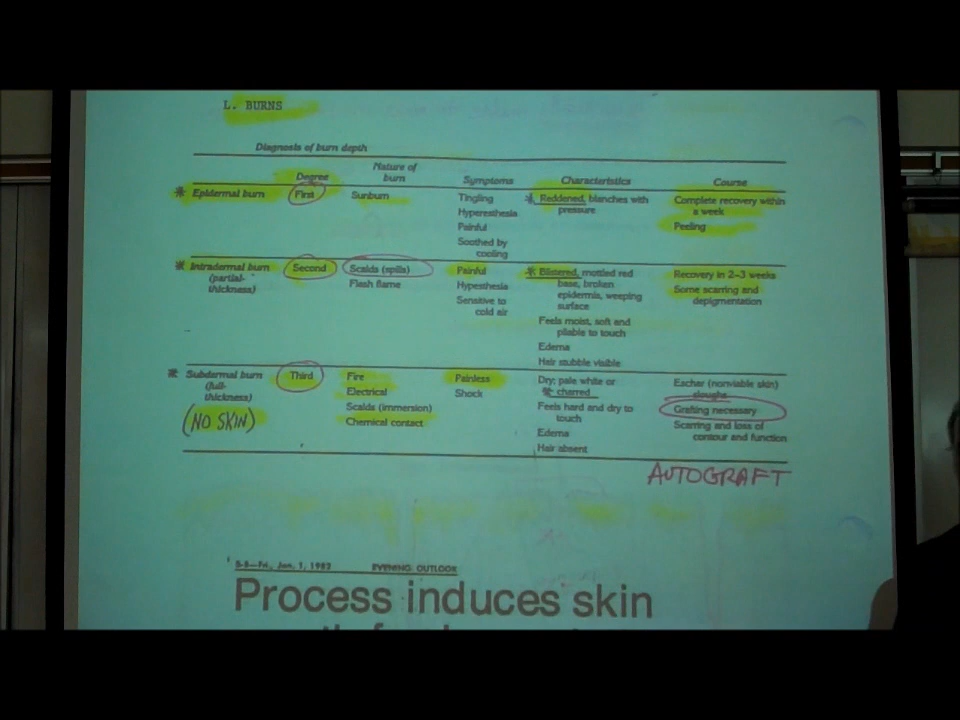 L. BURNS
Diagnosis of burn depth
Degree
Nature of
burn
Symptoms
Characteristics
Course
* Epidermal burn
First
Sunburn
Tingling
Hyperesthesia
Painful
Soothed by
cooling
* Reddened, blanches with
pressure
Complete recovery within
a week
Peeling
* Intradermal burn
(partial-
thickness)
Second
Scalds (spills)
Flash flame
Painful
Hypesthesia
Sensitive to
cold air
* Blistered, mottled red
base, broken
epidermis, weeping
surface
Feels moist, soft and
pliable to touch
Edema
Hair stubble visible
Recovery in 2-3 weeks
Some scarring and
depigmentation
* Subdermal burn
(full-
thickness)
(NO SKIN)
Third
Fire
Electrical
Scalds (immersion)
Chemical contact
Painless
Shock
Dry; pale white or
* charred
Feels hard and dry to
touch
Edema
Hair absent
Eschar (nonviable skin)
sloughs
Grafting necessary
Scarring and loss of
contour and function
AUTOGRAFT
Fri., Jan. 1, 1982 EVENING OUTLOOK
Process induces skin